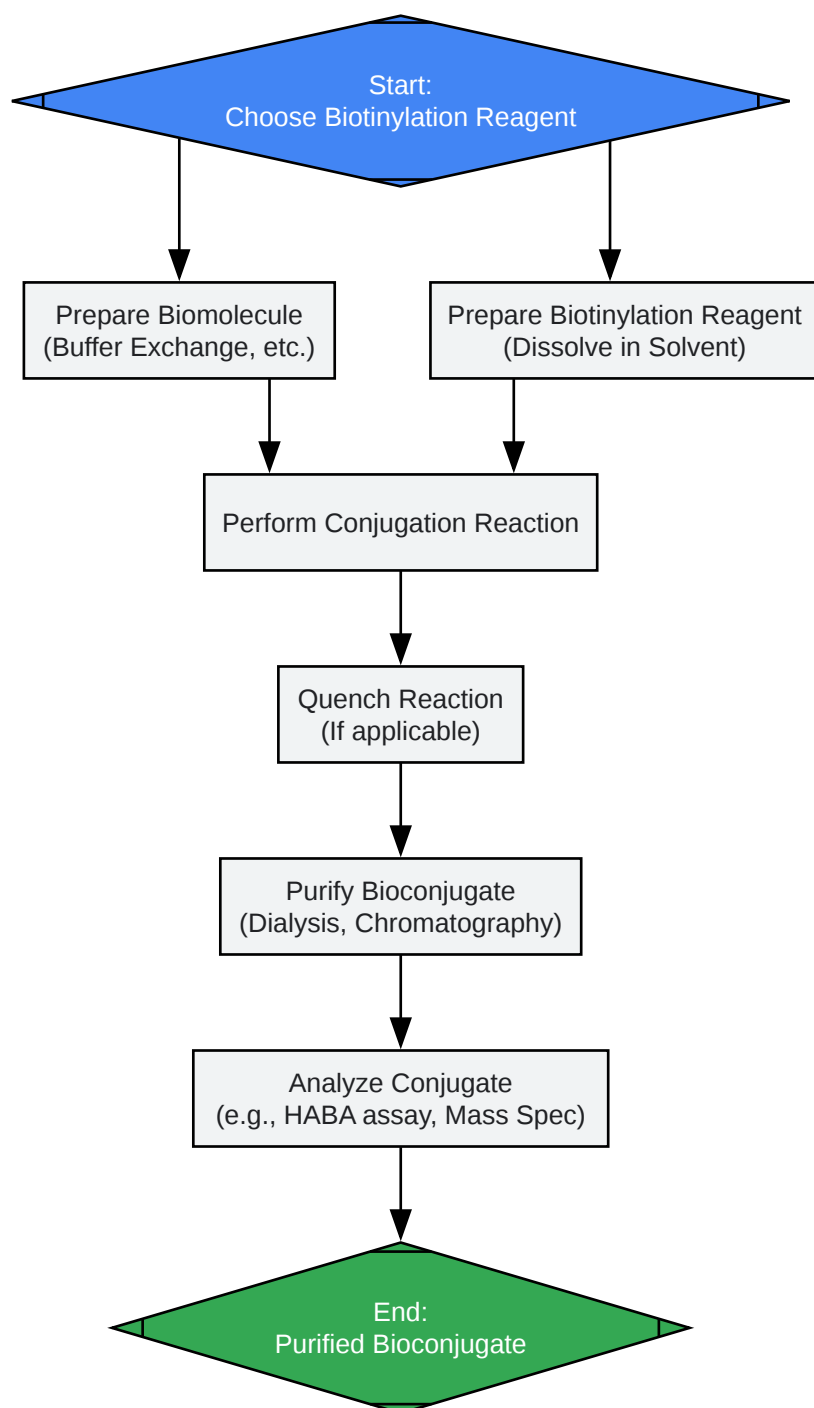 Start:
Choose Biotinylation Reagent
Prepare Biomolecule
(Buffer Exchange, etc.)
Prepare Biotinylation Reagent
(Dissolve in Solvent)
Perform Conjugation Reaction
Quench Reaction
(If applicable)
Purify Bioconjugate
(Dialysis, Chromatography)
Analyze Conjugate
(e.g., HABA assay, Mass Spec)
End:
Purified Bioconjugate